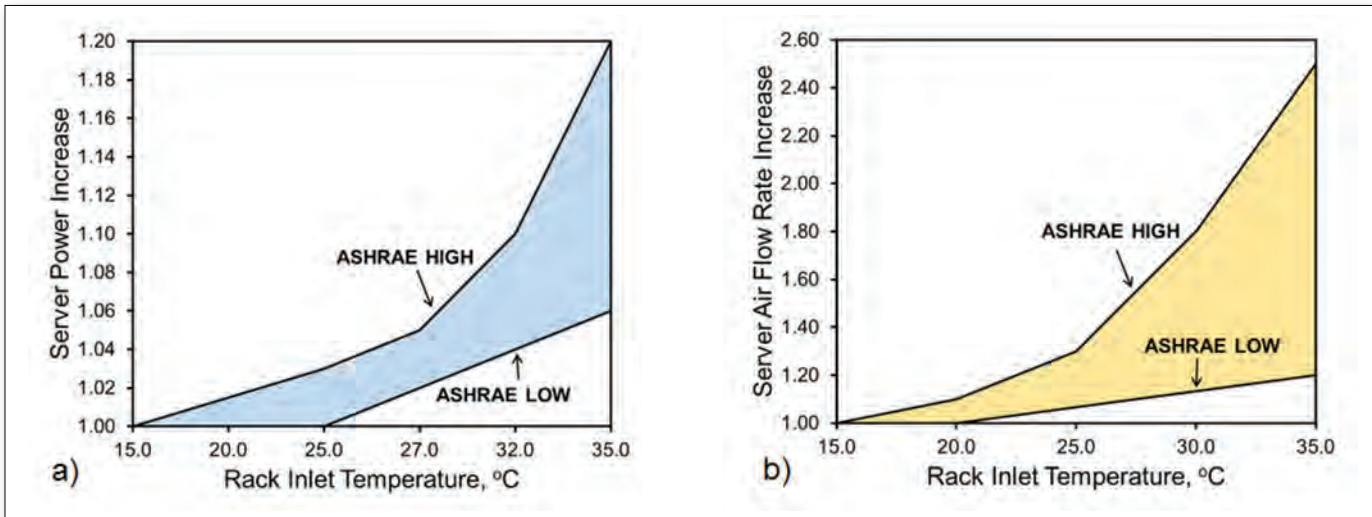 Server Power Increase
1.20
1.18
1.16
1.14
1.12
1.10
1.08
1.06
1.04
1.02
1.00
ASHRAE HIGH
ASHRAE LOW
15.0 20.0 25.0 27.0 32.0 35.0
a)
Rack Inlet Temperature, ºC
Server Air Flow Rate Increase
2.60
2.40
2.20
2.00
1.80
1.60
1.40
1.20
1.00
ASHRAE HIGH
ASHRAE LOW
15.0 20.0 25.0 30.0 35.0
b)
Rack Inlet Temperature, ºC